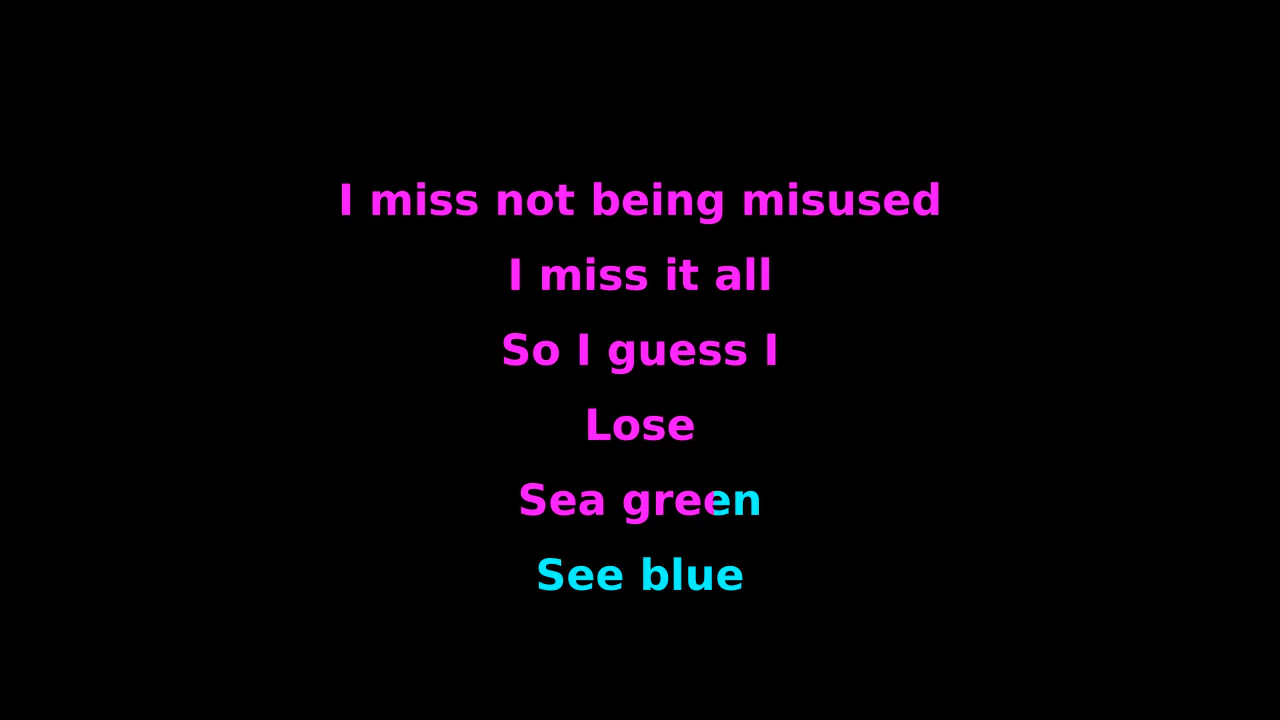 I miss not being misused
I miss it all
So I guess I
Lose
Sea green
See blue